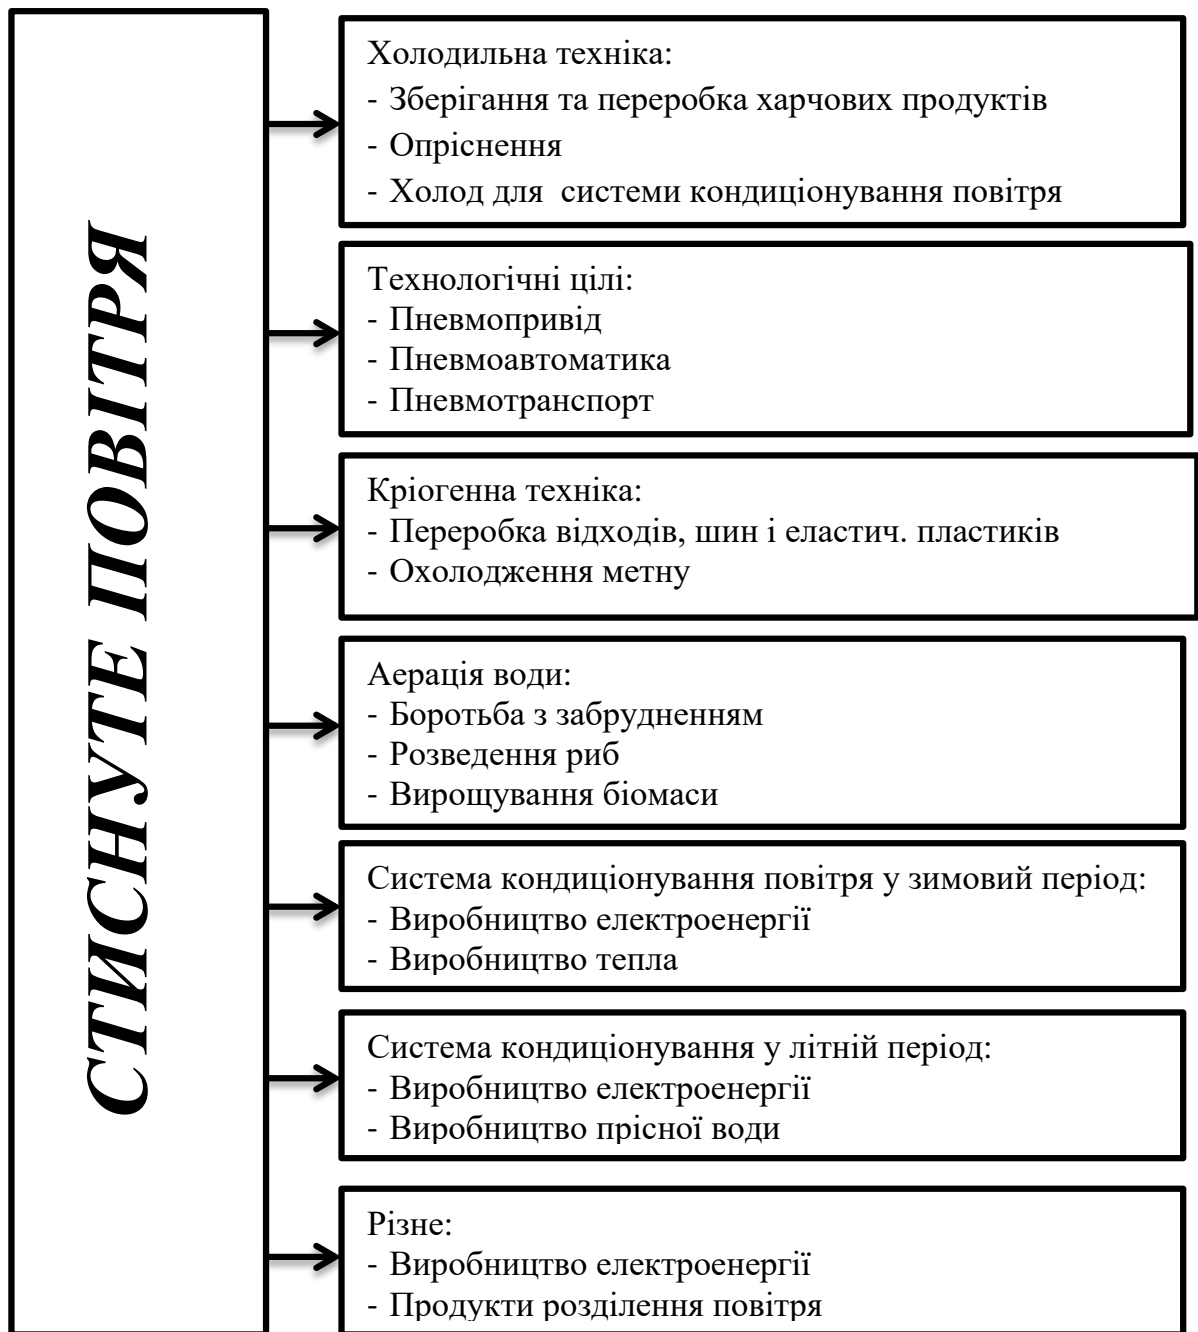 СТИСНУТЕ ПОВІТРЯ
Холодильна техніка:
- Зберігання та переробка харчових продуктів
- Опріснення
- Холод для  системи кондиціонування повітря
Технологічні цілі:
- Пневмопривід
- Пневмоавтоматика
- Пневмотранспорт
Кріогенна техніка:
- Переробка відходів, шин і еластич. пластиків
- Охолодження метну
Аерація води:
- Боротьба з забрудненням
- Розведення риб
- Вирощування біомаси
Система кондиціонування повітря у зимовий період:
- Виробництво електроенергії
- Виробництво тепла
Система кондиціонування у літній період:
- Виробництво електроенергії
- Виробництво прісної води
Різне:
- Виробництво електроенергії
- Продукти розділення повітря